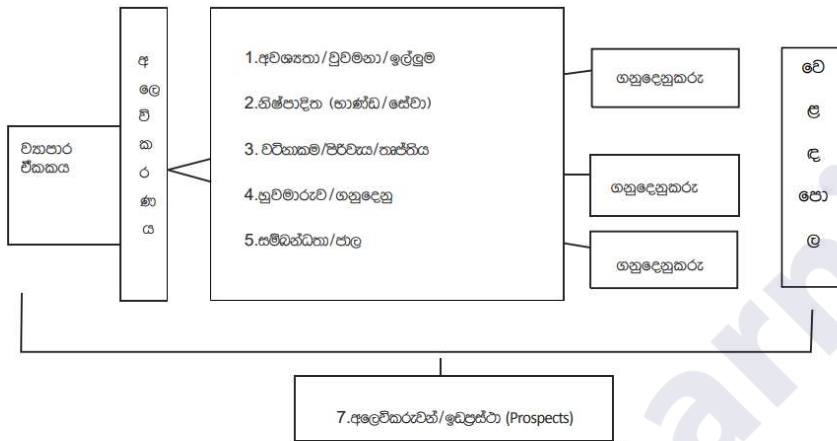 ව්‍යාපාර
ඒකකය
අ
ලෙ
වි
ක
ර
ණ
ය
1.අවශ්‍යතා/වුවමනා/ඉල්ලුම
2.නිෂ්පාදිත (භාණ්ඩ/සේවා)
3. වටිනාකම/පිරිවැය/තෘප්තිය
4.හුවමාරුව/ගනුදෙනු
5.සම්බන්ධතා/ජාල
ගනුදෙනුකරු
ගනුදෙනුකරු
ගනුදෙනුකරු
වෙ
ළ
ඳ
පො
ල
7.අලෙවිකරුවන්/ඉඩප්‍රස්ථා (Prospects)